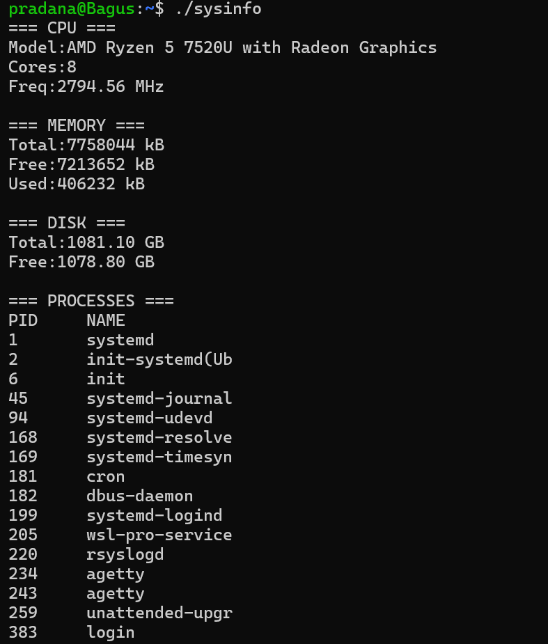 pradana@Bagus:~$ ./sysinfo
=== CPU ===
Model:AMD Ryzen 5 7520U with Radeon Graphics
Cores:8
Freq:2794.56 MHz
=== MEMORY ===
Total:7758044 kB
Free:7213652 kB
Used:406232 kB
=== DISK ===
Total:1081.10 GB
Free:1078.80 GB
=== PROCESSES ===
PID NAME
1 systemd
2 init-systemd(Ub
6 init
45 systemd-journal
94 systemd-udevd
168 systemd-resolve
169 systemd-timesyn
181 cron
182 dbus-daemon
199 systemd-logind
205 wsl-pro-service
220 rsyslogd
234 agetty
243 agetty
259 unattended-upgr
383 login